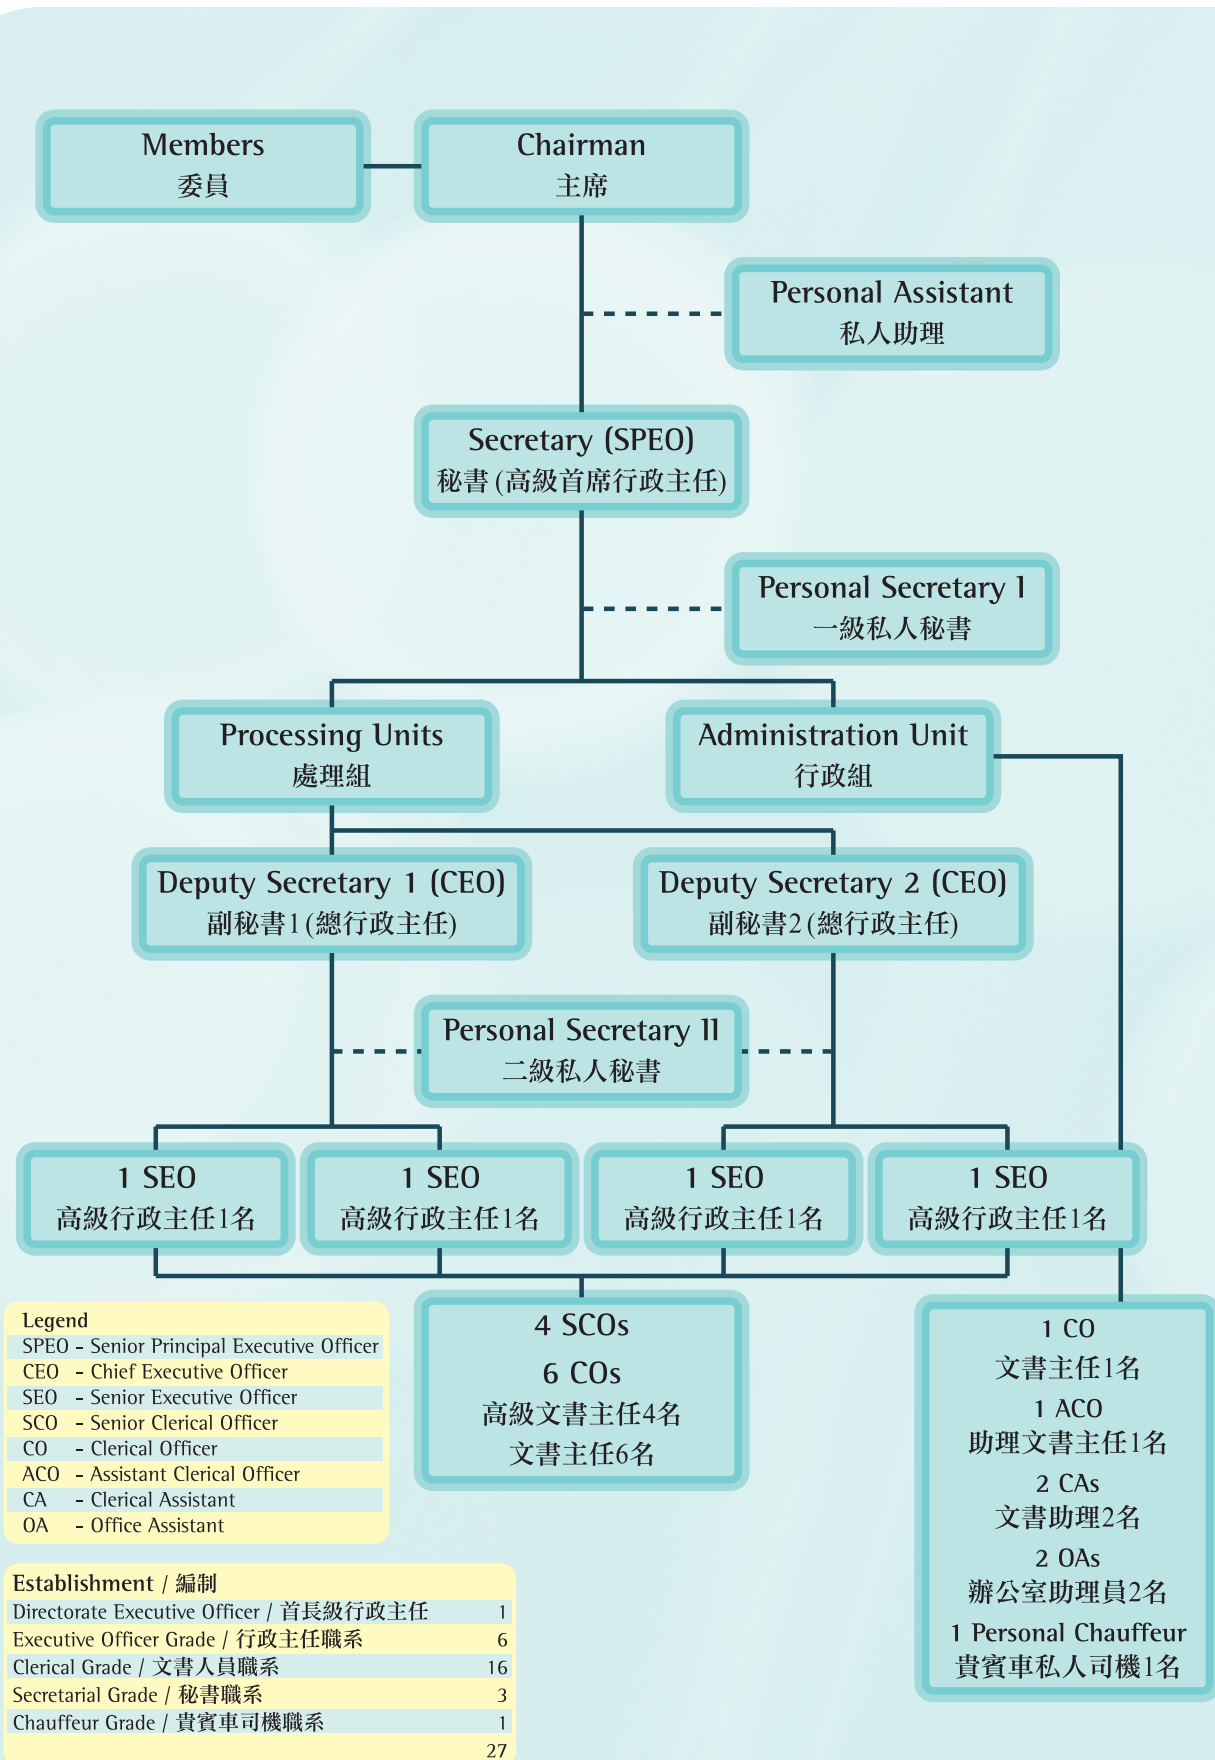 Members
委員
Chairman
主席
Personal Assistant
私人助理
Secretary (SPEO)
秘書 (高級首席行政主任)
Personal Secretary I
一級私人秘書
Processing Units
處理組
Administration Unit
行政組
Deputy Secretary 1 (CEO)
副秘書1 (總行政主任)
Deputy Secretary 2 (CEO)
副秘書2 (總行政主任)
Personal Secretary II
二級私人秘書
1 SEO
高級行政主任1名
1 SEO
高級行政主任1名
1 SEO
高級行政主任1名
1 SEO
高級行政主任1名
4 SCOs
6 COs
高級文書主任4名
文書主任6名
1 CO
文書主任1名
1 ACO
助理文書主任1名
2 CAs
文書助理2名
2 OAs
辦公室助理員2名
1 Personal Chauffeur
貴賓車私人司機1名
Legend
SPEO - Senior Principal Executive Officer
CEO - Chief Executive Officer
SEO - Senior Executive Officer
SCO - Senior Clerical Officer
CO - Clerical Officer
ACO - Assistant Clerical Officer
CA - Clerical Assistant
OA - Office Assistant
Establishment / 編制
Directorate Executive Officer / 首長級行政主任 1
Executive Officer Grade / 行政主任職系 6
Clerical Grade / 文書人員職系 16
Secretarial Grade / 秘書職系 3
Chauffeur Grade / 貴賓車司機職系 1
27